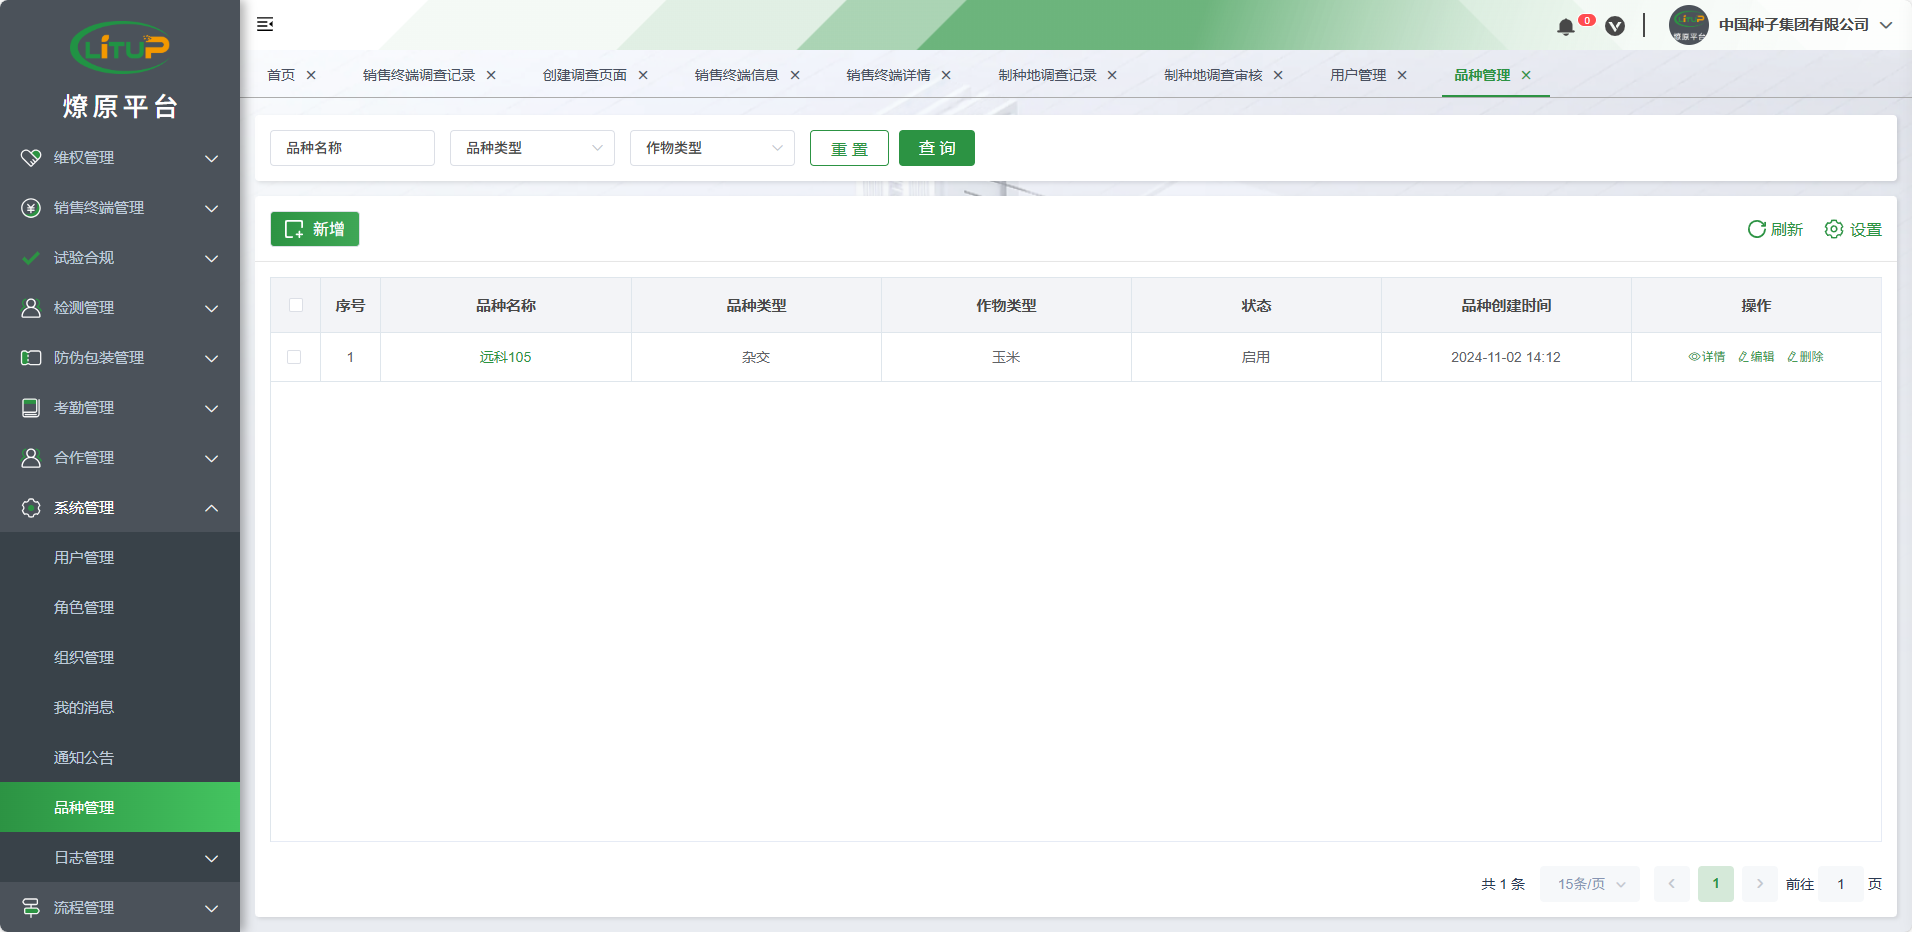 LiTUP
燎原平台
维权管理
销售终端管理
试验合规
检测管理
防伪包装管理
考勤管理
合作管理
系统管理
用户管理
角色管理
组织管理
我的消息
通知公告
品种管理
日志管理
流程管理
0
LiTUP
燎原平台
中国种子集团有限公司
首页 销售终端调查记录 创建调查页面 销售终端信息 销售终端详情 制种地调查记录 制种地调查审核 用户管理 品种管理
品种名称 品种类型 作物类型 重置 查询
新增 刷新 设置
序号 品种名称 品种类型 作物类型 状态 品种创建时间 操作
1 远科105 杂交 玉米 启用 2024-11-02 14:12 详情 编辑 删除
共 1 条 15条/页 1 前往 1 页